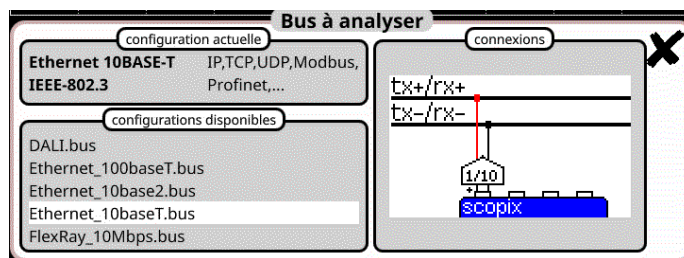 Bus à analyser
configuration actuelle
Ethernet 10BASE-T IP,TCP,UDP,Modbus,
IEEE-802.3 Profinet,...
configurations disponibles
DALI.bus
Ethernet_100baseT.bus
Ethernet_10base2.bus
Ethernet_10baseT.bus
FlexRay_10Mbps.bus
connexions
tx+/rx+
tx-/rx-
1/10
scopix